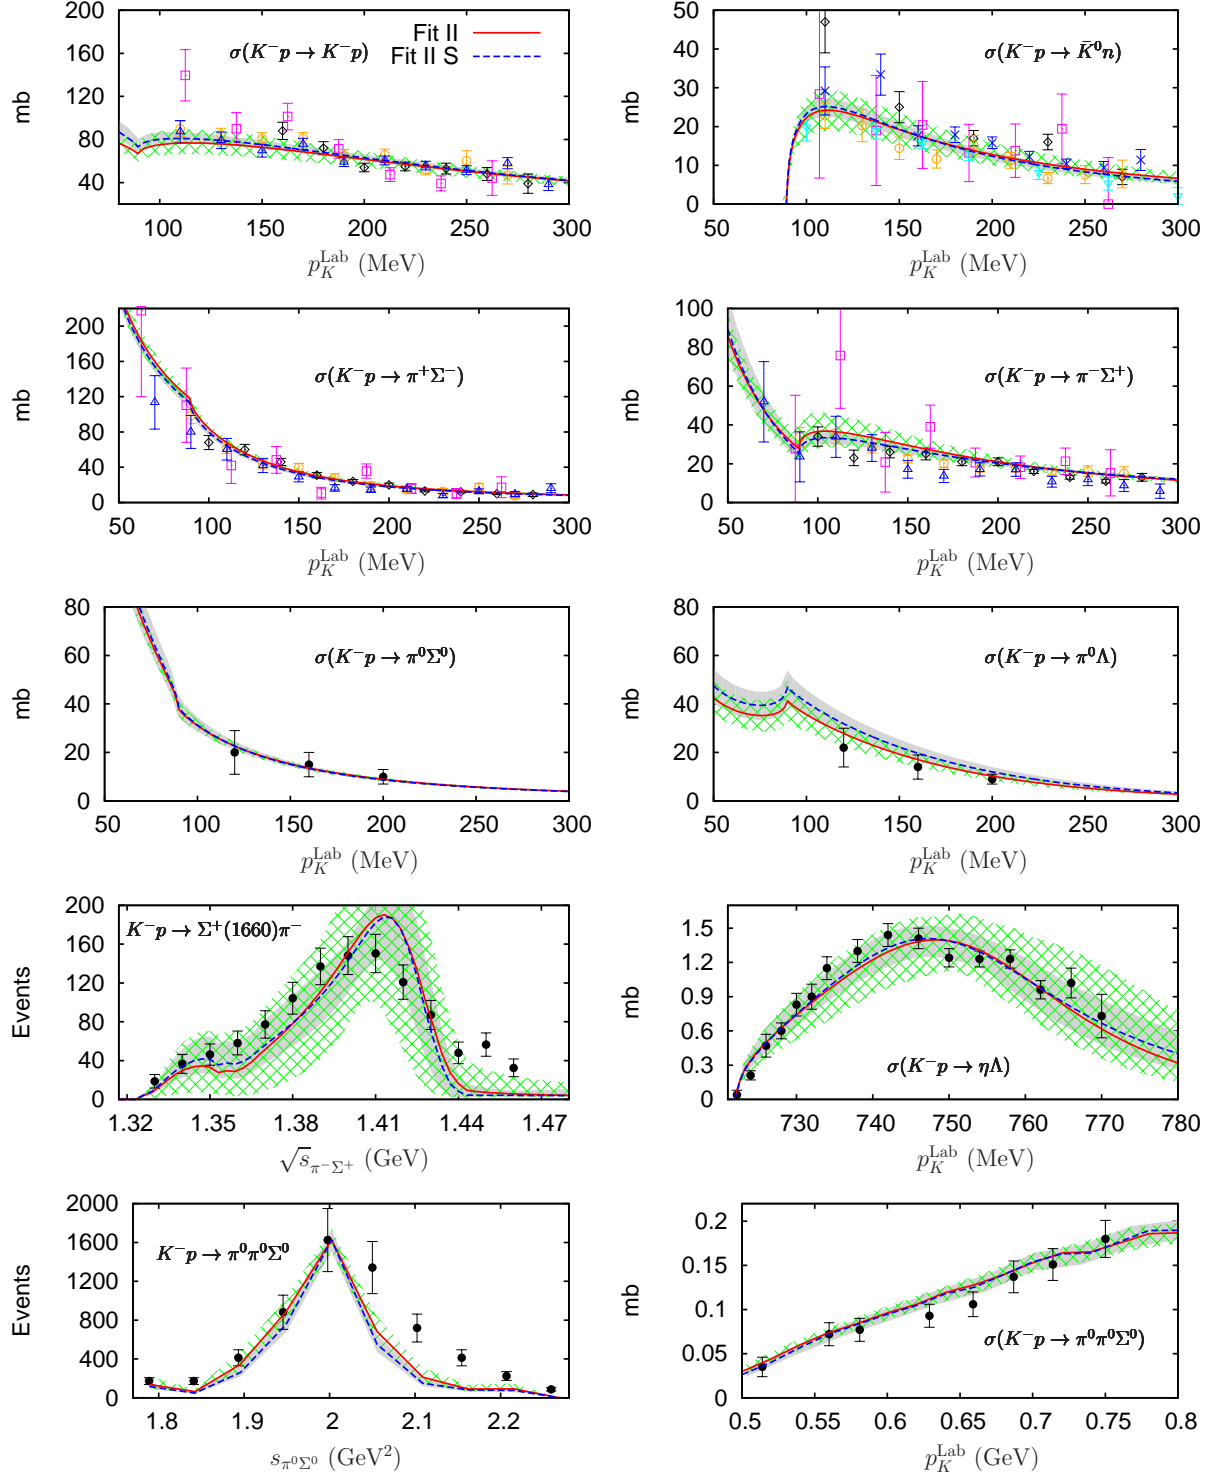 200
160
120
80
40
mb
σ(K⁻p → K⁻p)
Fit II
Fit II S
100 150 200 250 300
p_K^Lab (MeV)
50
40
30
20
10
0
mb
σ(K⁻p → K̄⁰n)
100 150 200 250 300
p_K^Lab (MeV)
200
160
120
80
40
0
mb
σ(K⁻p → π⁺Σ⁻)
50 100 150 200 250 300
p_K^Lab (MeV)
100
80
60
40
20
0
mb
σ(K⁻p → π⁻Σ⁺)
50 100 150 200 250 300
p_K^Lab (MeV)
80
60
40
20
0
mb
σ(K⁻p → π⁰Σ⁰)
50 100 150 200 250 300
p_K^Lab (MeV)
80
60
40
20
0
mb
σ(K⁻p → π⁰Λ)
50 100 150 200 250 300
p_K^Lab (MeV)
200
160
120
80
40
0
Events
K⁻p → Σ⁺(1660)π⁻
1.32 1.35 1.38 1.41 1.44 1.47
√s_π⁻Σ⁺ (GeV)
1.5
1.2
0.9
0.6
0.3
0
mb
σ(K⁻p → ηΛ)
730 740 750 760 770 780
p_K^Lab (MeV)
2000
1600
1200
800
400
0
Events
K⁻p → π⁰π⁰Σ⁰
1.8 1.9 2 2.1 2.2
s_π⁰Σ⁰ (GeV²)
0.2
0.15
0.1
0.05
0
mb
σ(K⁻p → π⁰π⁰Σ⁰)
0.5 0.55 0.6 0.65 0.7 0.75 0.8
p_K^Lab (GeV)